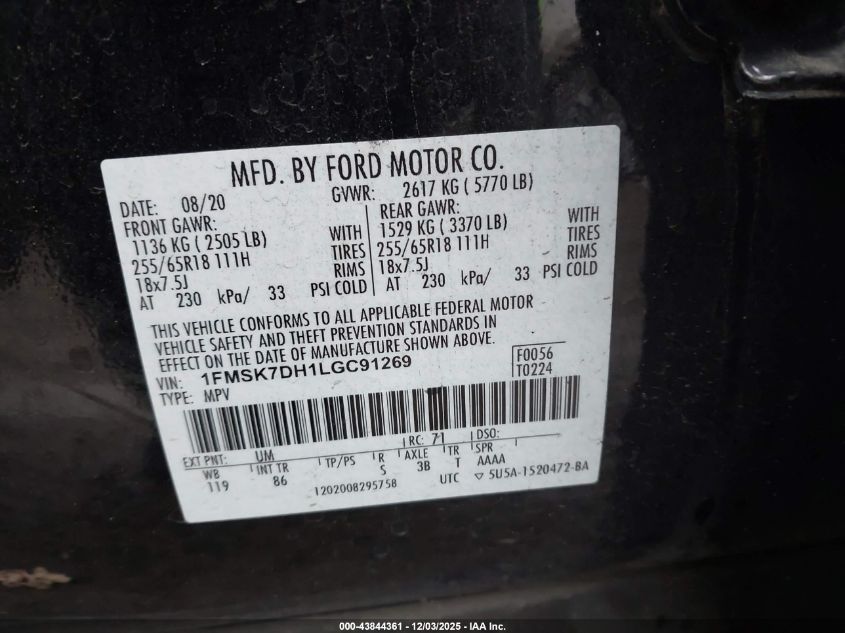 MFD. BY FORD MOTOR CO.
DATE: 08/20 GVWR: 2617 KG ( 5770 LB)
FRONT GAWR: REAR GAWR:
1136 KG ( 2505 LB) WITH 1529 KG ( 3370 LB) WITH
255/65R18 111H TIRES 255/65R18 111H TIRES
18x7.5J RIMS 18x7.5J RIMS
AT 230 kPa/ 33 PSI COLD AT 230 kPa/ 33 PSI COLD
THIS VEHICLE CONFORMS TO ALL APPLICABLE FEDERAL MOTOR
VEHICLE SAFETY AND THEFT PREVENTION STANDARDS IN
EFFECT ON THE DATE OF MANUFACTURE SHOWN ABOVE.
F0056
VIN: 1FMSK7DH1LGC91269 T0224
TYPE: MPV
EXT PNT: UM RC: 71 DSO:
WB INT TR TP/PS R AXLE TR SPR
119 86 S 3B T AAAA
1202008295758 UTC ▽ 5U5A-1520472-BA
000-43844361 - 12/03/2025 - IAA Inc.